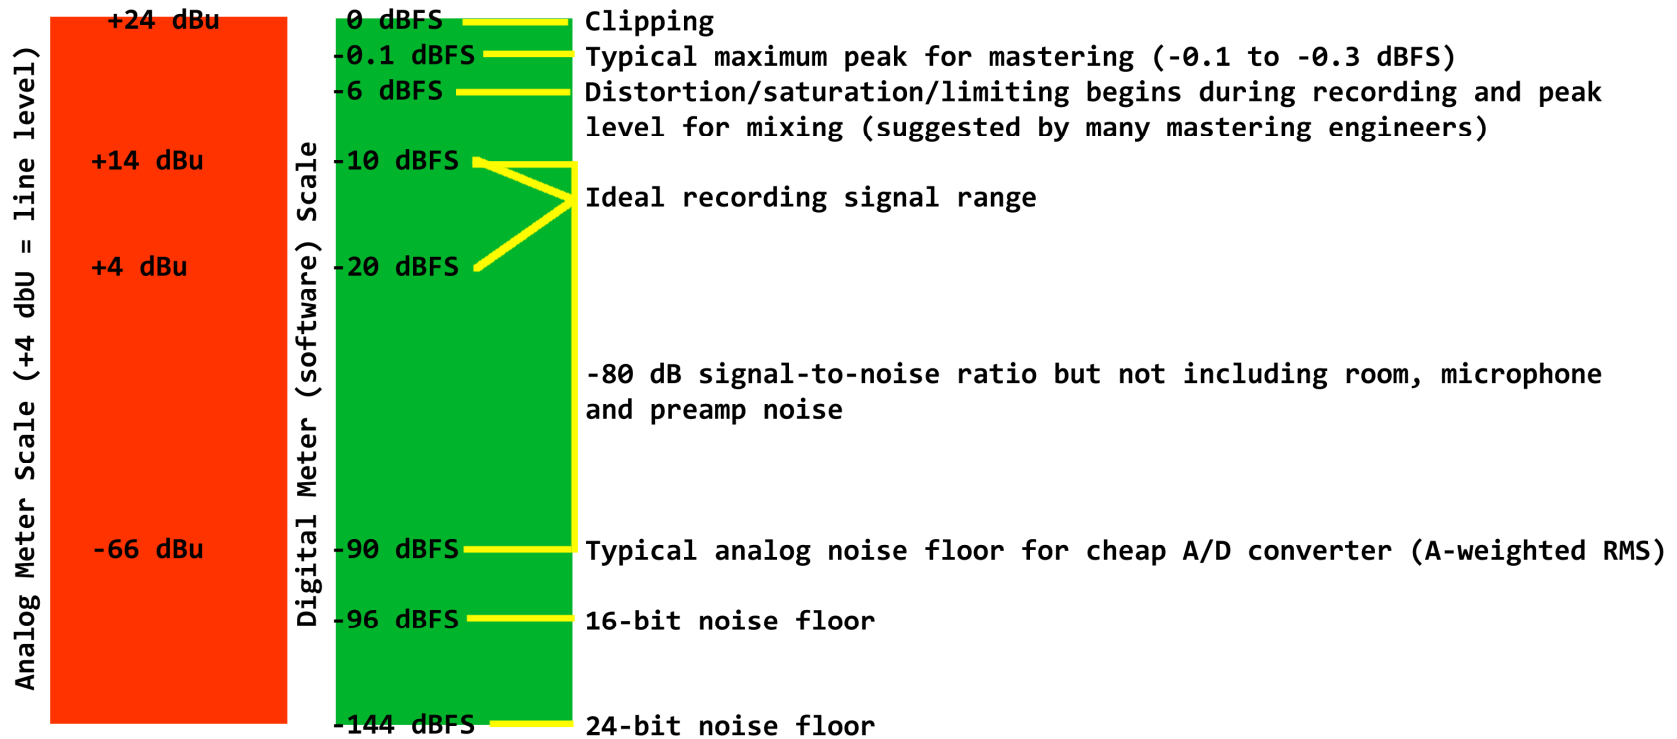 Analog Meter Scale (+4 dbU = line level)
+24 dBu
+14 dBu
+4 dBu
-66 dBu
Digital Meter (software) Scale
0 dBFS
Clipping
-0.1 dBFS
Typical maximum peak for mastering (-0.1 to -0.3 dBFS)
-6 dBFS
Distortion/saturation/limiting begins during recording and peak
level for mixing (suggested by many mastering engineers)
-10 dBFS
Ideal recording signal range
-20 dBFS
-80 dB signal-to-noise ratio but not including room, microphone
and preamp noise
-90 dBFS
Typical analog noise floor for cheap A/D converter (A-weighted RMS)
-96 dBFS
16-bit noise floor
-144 dBFS
24-bit noise floor